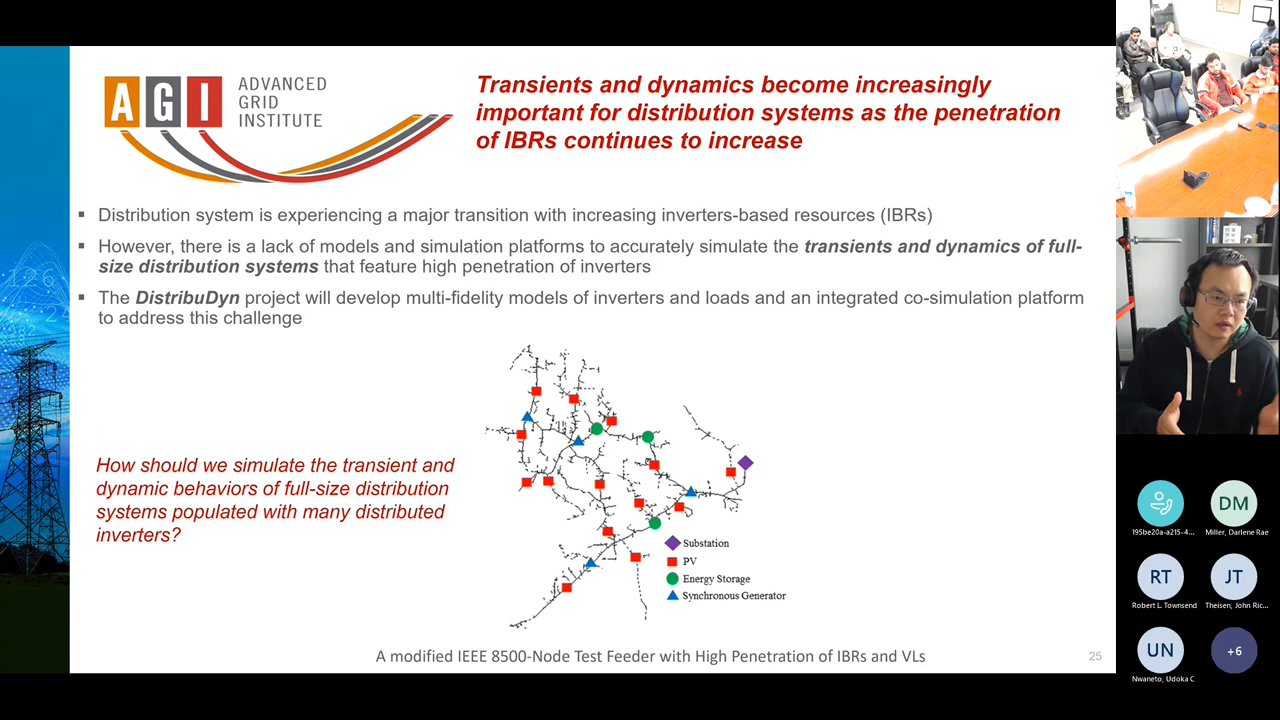 AGI
ADVANCED
GRID
INSTITUTE
Transients and dynamics become increasingly
important for distribution systems as the penetration
of IBRs continues to increase
▪ Distribution system is experiencing a major transition with increasing inverters-based resources (IBRs)
▪ However, there is a lack of models and simulation platforms to accurately simulate the transients and dynamics of full-
size distribution systems that feature high penetration of inverters
▪ The DistribuDyn project will develop multi-fidelity models of inverters and loads and an integrated co-simulation platform
to address this challenge
How should we simulate the transient and
dynamic behaviors of full-size distribution
systems populated with many distributed
inverters?
Substation
PV
Energy Storage
Synchronous Generator
A modified IEEE 8500-Node Test Feeder with High Penetration of IBRs and VLs
25
195be20a-a215-4...
DM
Miller, Darlene Rae
RT
Robert L. Townsend
JT
Theisen, John Ric...
UN
Nwaneto, Udoka C
+6